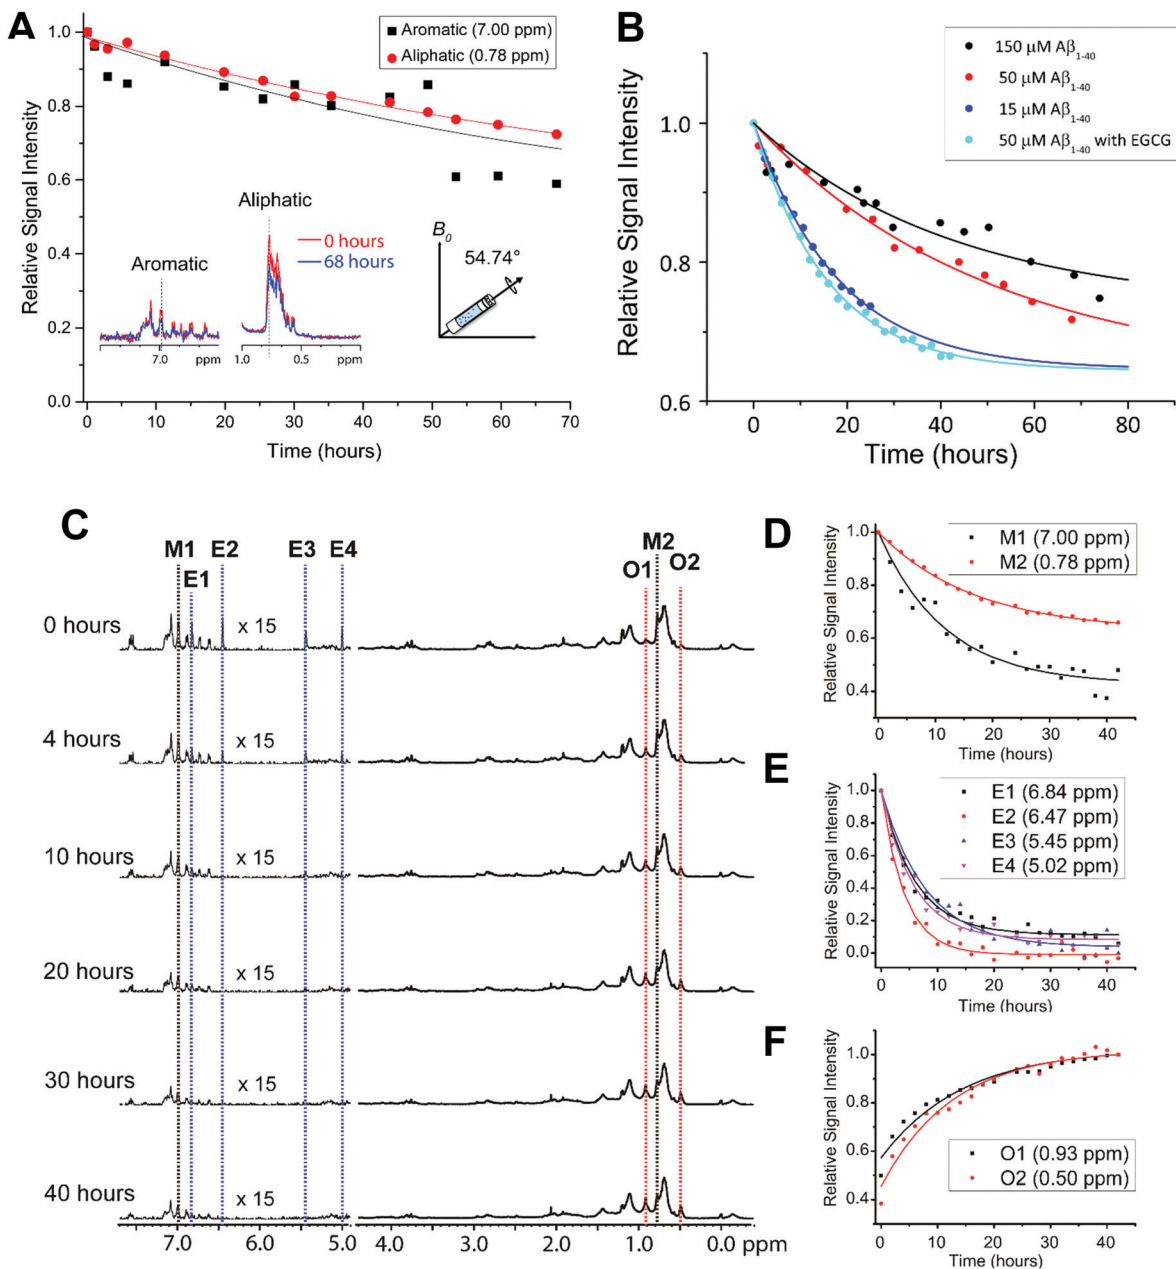 A
Relative Signal Intensity
1.0
0.8
0.6
0.4
0.2
0.0
0
10
20
30
40
50
60
70
Time (hours)
Aromatic (7.00 ppm)
Aliphatic (0.78 ppm)
Aliphatic
0 hours
68 hours
Aromatic
7.0
ppm
1.0
0.5
ppm
B0
54.74°
B
Relative Signal Intensity
1.0
0.8
0.6
0
20
40
60
80
Time (hours)
150 μM Aβ1-40
50 μM Aβ1-40
15 μM Aβ1-40
50 μM Aβ1-40 with EGCG
C
M1
E1
E2
E3
E4
O1
M2
O2
0 hours
x 15
4 hours
x 15
10 hours
x 15
20 hours
x 15
30 hours
x 15
40 hours
x 15
7.0
6.0
5.0
4.0
3.0
2.0
1.0
0.0
ppm
D
Relative Signal Intensity
1.0
0.8
0.6
0.4
0
10
20
30
40
Time (hours)
M1 (7.00 ppm)
M2 (0.78 ppm)
E
Relative Signal Intensity
1.0
0.8
0.6
0.4
0.2
0.0
0
10
20
30
40
Time (hours)
E1 (6.84 ppm)
E2 (6.47 ppm)
E3 (5.45 ppm)
E4 (5.02 ppm)
F
Relative Signal Intensity
1.0
0.8
0.6
0.4
0
10
20
30
40
Time (hours)
O1 (0.93 ppm)
O2 (0.50 ppm)